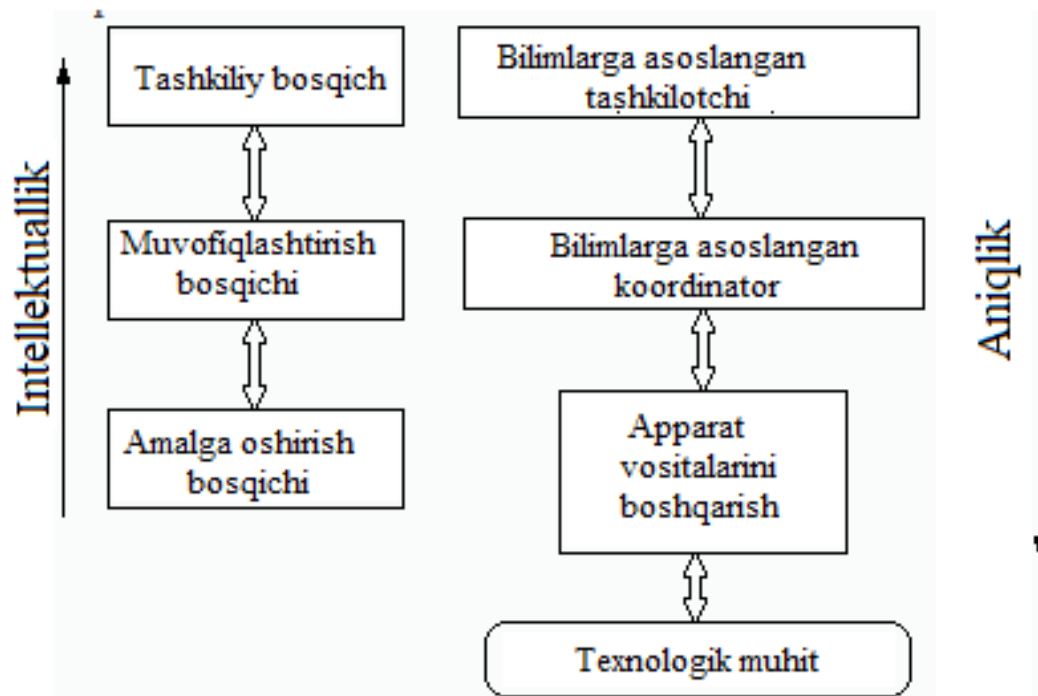 Intellektuallik
Tashkiliy bosqich
Muvofiqlashtirish
bosqichi
Amalga oshirish
bosqichi
Bilimlarga asoslangan
tashkilotchi
Bilimlarga asoslangan
koordinator
Apparat
vositalarini
boshqarish
Texnologik muhit
Aniqlik